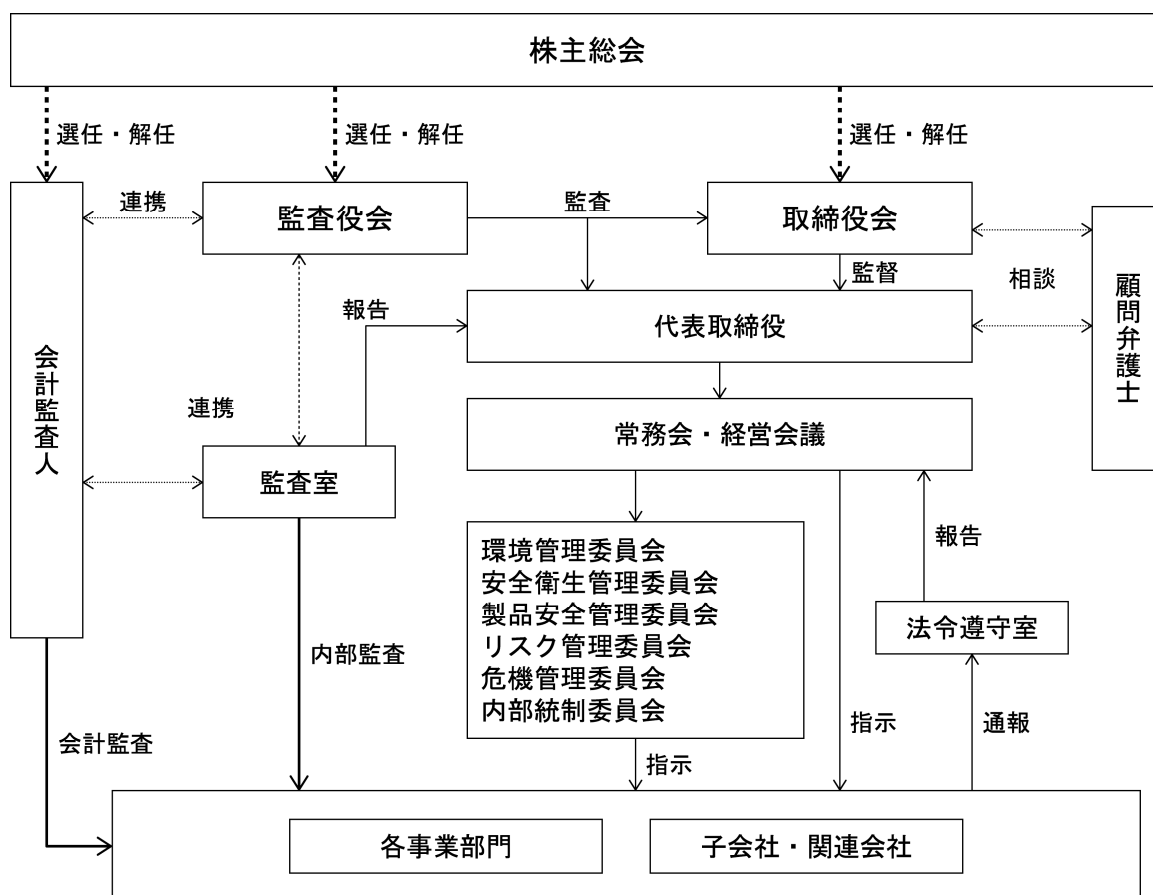 株主総会
選任・解任
選任・解任
選任・解任
連携
監査役会
監査
取締役会
監督
相談
顧問弁護士
報告
代表取締役
会計監査人
連携
常務会・経営会議
監査室
報告
環境管理委員会
安全衛生管理委員会
製品安全管理委員会
リスク管理委員会
危機管理委員会
内部統制委員会
法令遵守室
内部監査
会計監査
指示
指示
通報
各事業部門
子会社・関連会社